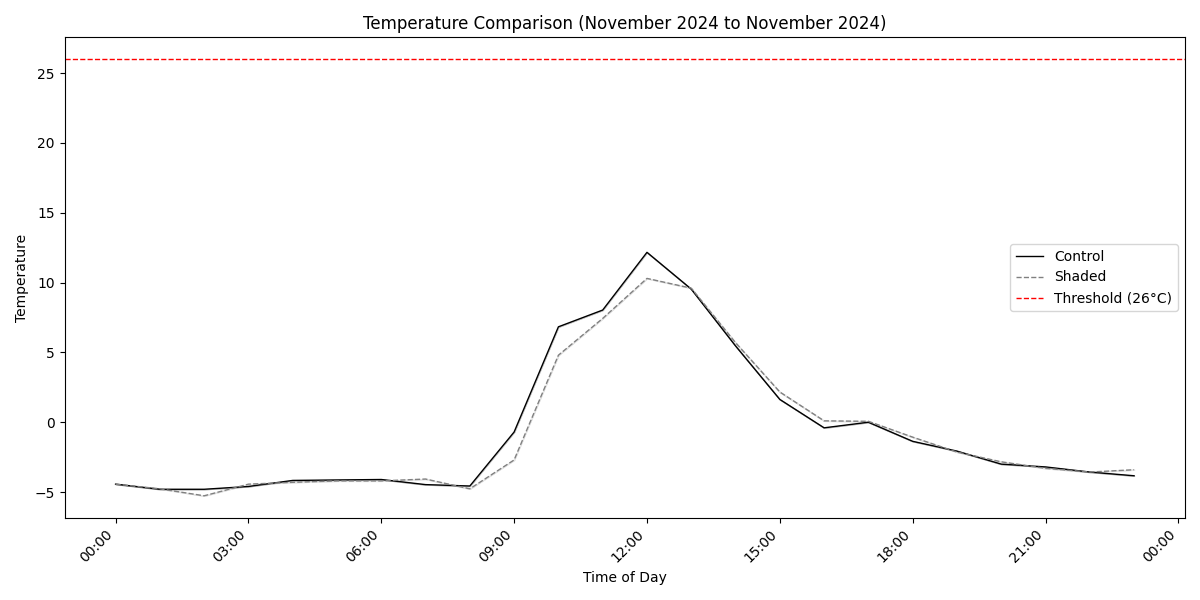 Temperature Comparison (November 2024 to November 2024)
25
20
15
10
5
0
−5
Temperature
Control
Shaded
Threshold (26°C)
00:00
03:00
06:00
09:00
12:00
15:00
18:00
21:00
00:00
Time of Day